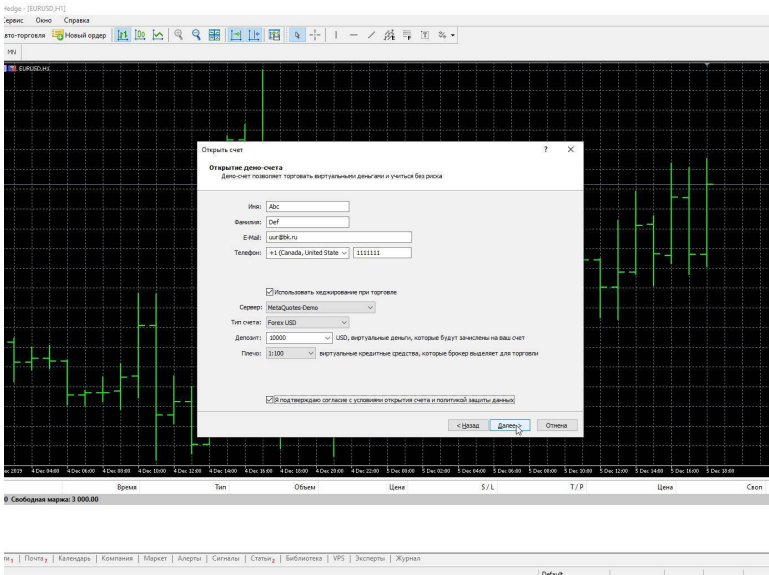 Hedge - [EURUSD,H1]
Сервис Окно Справка
Новый ордер
MN
EURUSD,H1
Открыть счет ? ×
Открытие демо-счета
Демо-счет позволяет торговать виртуальными деньгами и учиться без риска
Имя: Abc
Фамилия: Def
E-Mail: uur@bk.ru
Телефон: +1 (Canada, United State 1111111
Использовать хеджирование при торговле
Сервер: MetaQuotes-Demo
Тип счета: Forex USD
Депозит: 10000 USD, виртуальные деньги, которые будут зачислены на ваш счет
Плечо: 1:100 виртуальные кредитные средства, которые брокер выделяет для торговли
Я подтверждаю согласие с условиями открытия счета и политикой защиты данных
< Назад Далее > Отмена
ec 2019 4 Dec 04:00 4 Dec 06:00 4 Dec 08:00 4 Dec 10:00 4 Dec 12:00 4 Dec 14:00 4 Dec 16:00 4 Dec 18:00 4 Dec 20:00 4 Dec 22:00 5 Dec 00:00 5 Dec 02:00 5 Dec 04:00 5 Dec 06:00 5 Dec 08:00 5 Dec 10:00 5 Dec 12:00 5 Dec 14:00 5 Dec 16:00 5 Dec 18:00
Время Тип Объем Цена S / L T / P Цена Своп
0 Свободная маржа: 3 000.00
Почта 2 | Календарь | Компания | Маркет | Алерты | Сигналы | Статьи 2 | Библиотека | VPS | Эксперты | Журнал
Default